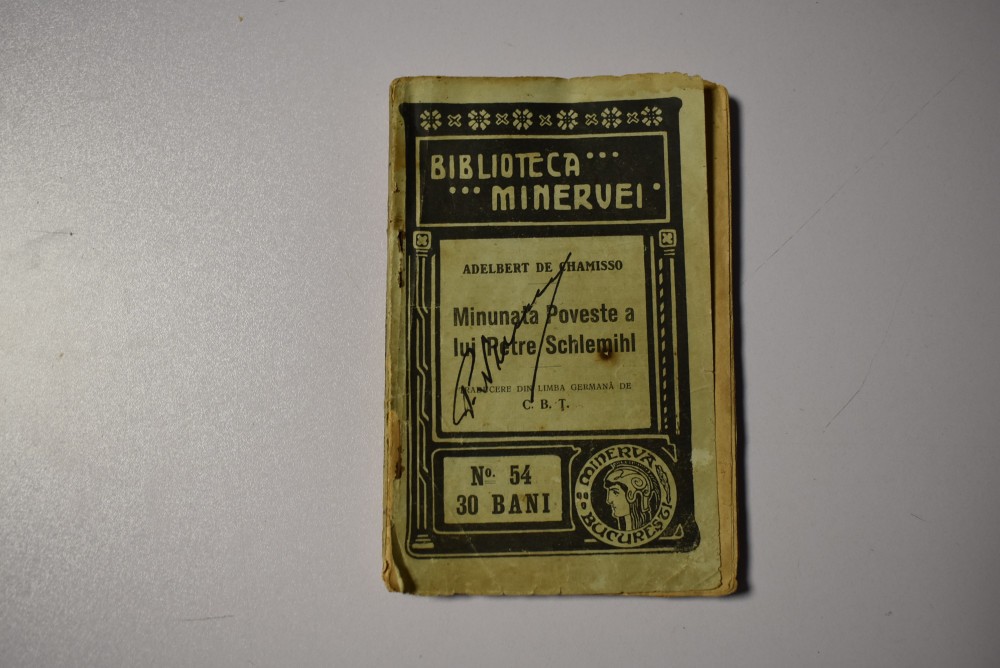 BIBLIOTECA
MINERVEI
ADELBERT DE CHAMISSO
Minunata Poveste a
lui Petre Schlemihl
TRADUCERE DIN LIMBA GERMANĂ DE
C. B. Ț.
No. 54
30 BANI
MINERVA
BUCUREȘTI